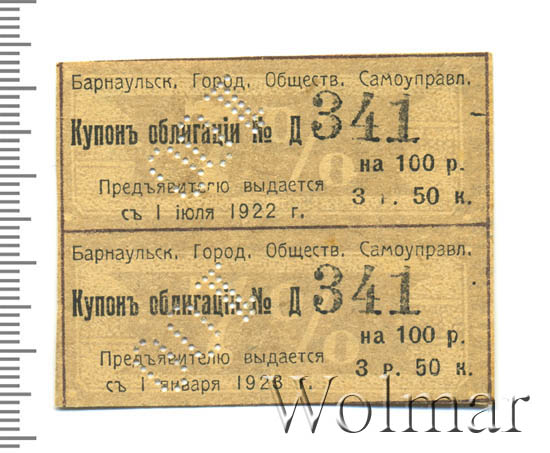 Барнаульск. Город. Обществ. Самоуправл.
Купонъ облигаціи № Д 341
на 100 р.
Предъявителю выдается 3 р. 50 к.
съ 1 іюля 1922 г.
Барнаульск. Город. Обществ. Самоуправл.
Купонъ облигаціи № Д 341
на 100 р.
Предъявителю выдается 3 р. 50 к.
съ 1 января 1923 г.
Wolmar